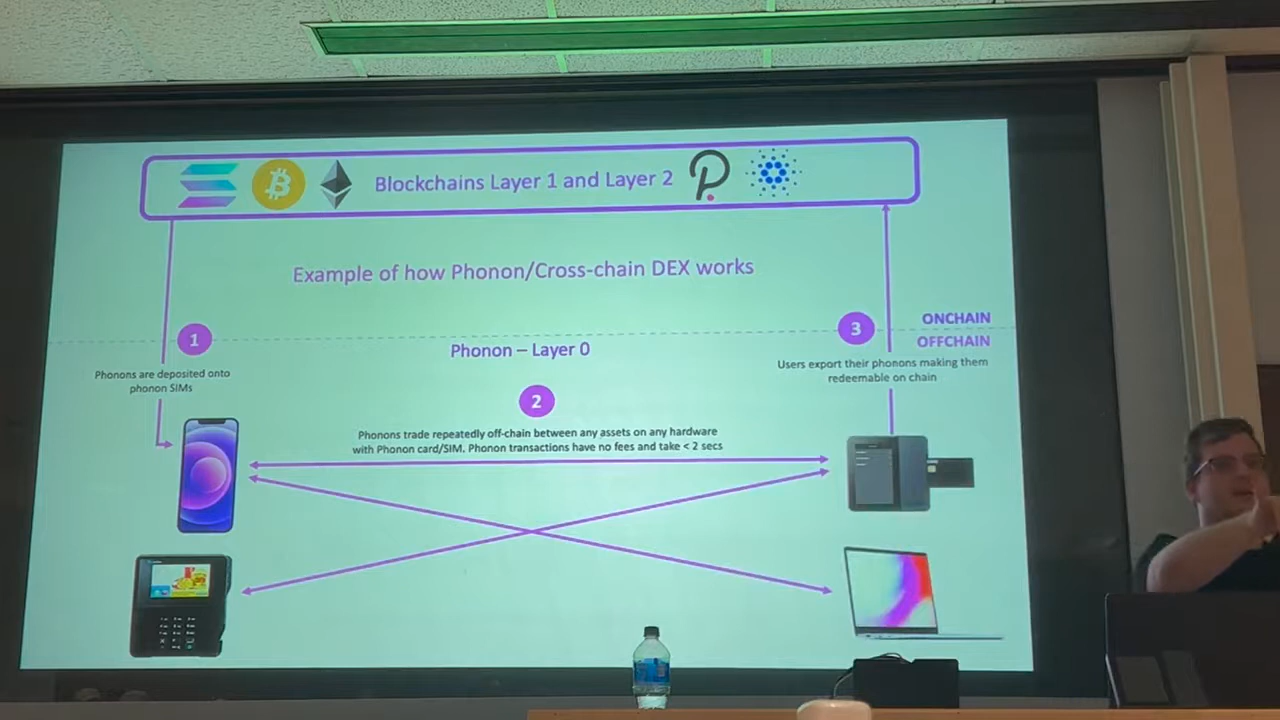 Blockchains Layer 1 and Layer 2
Example of how Phonon/Cross-chain DEX works
1
3
ONCHAIN
OFFCHAIN
Phonon – Layer 0
Phonons are deposited onto
phonon SIMs
Users export their phonons making them
redeemable on chain
2
Phonons trade repeatedly off-chain between any assets on any hardware
with Phonon card/SIM. Phonon transactions have no fees and take < 2 secs